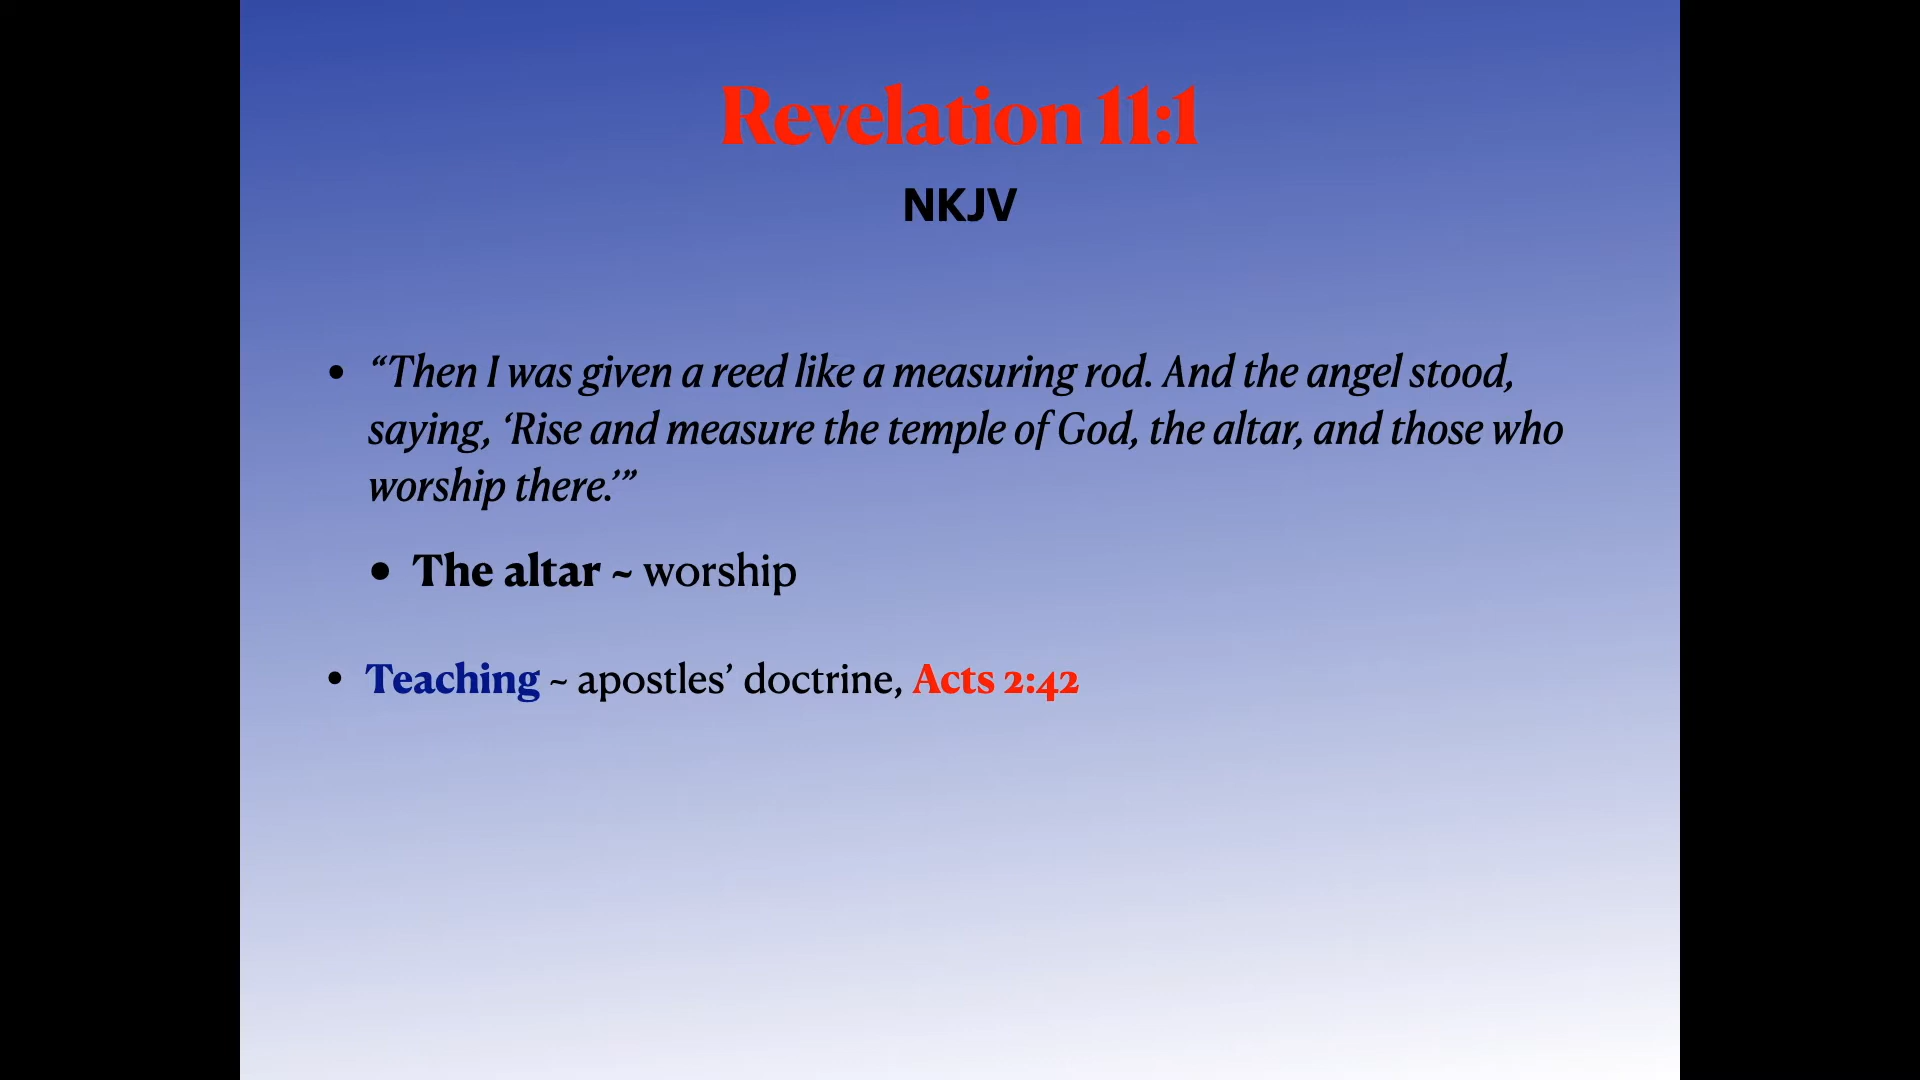 Revelation 11:1
NKJV
• “Then I was given a reed like a measuring rod. And the angel stood,
saying, ‘Rise and measure the temple of God, the altar, and those who
worship there.’”
• The altar ~ worship
• Teaching ~ apostles’ doctrine, Acts 2:42